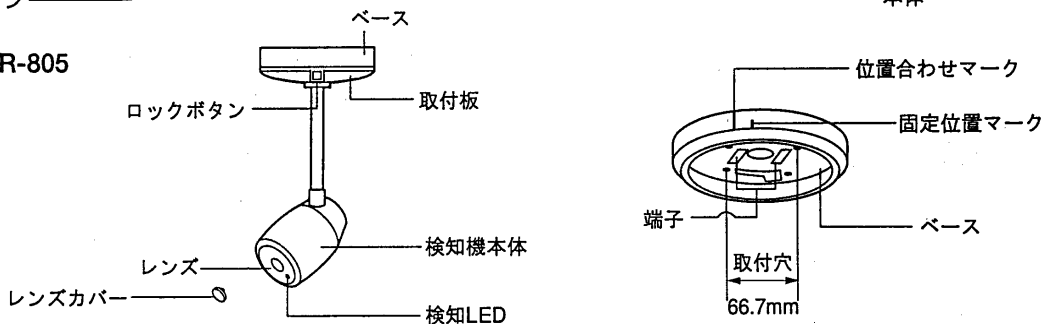 R-805
ベース
ロックボタン
取付板
検知機本体
レンズ
レンズカバー
検知LED
位置合わせマーク
固定位置マーク
端子
ベース
取付穴
66.7mm